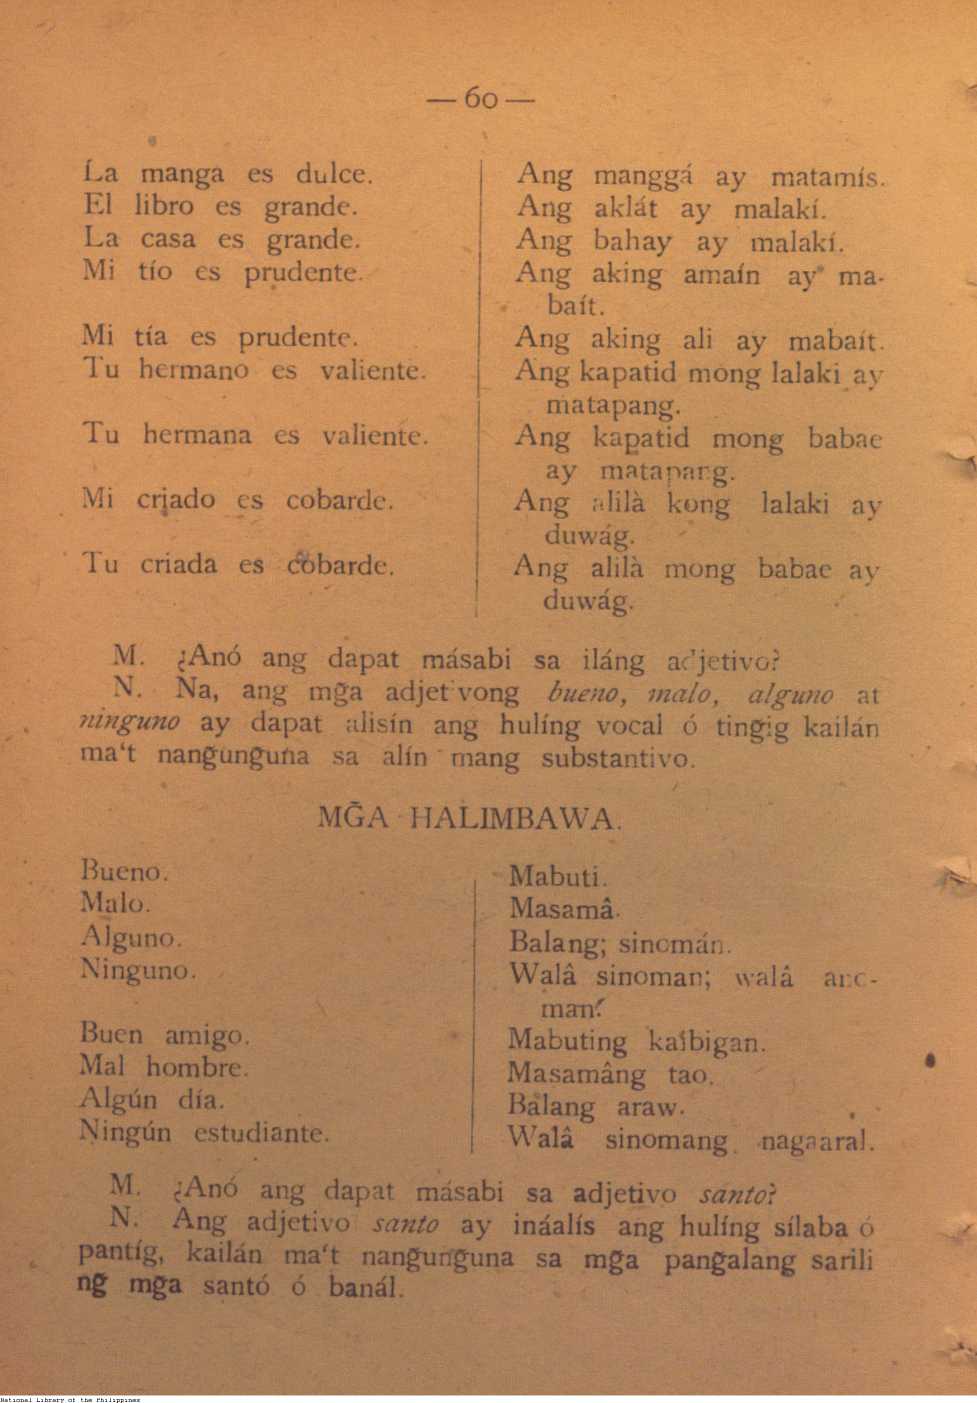 — 60 —
La manga es dulce.
El libro es grande.
La casa es grande.
Mi tío es prudente.
Mi tía es prudente.
Tu hermano es valiente.
Tu hermana es valiente.
Mi criado es cobarde.
Tu criada es cobarde.
Ang manggá ay matamís.
Ang aklát ay malakí.
Ang bahay ay malakí.
Ang aking amaín ay ma-
baít.
Ang aking ali ay mabaít.
Ang kapatid mong lalaki ay
matapang.
Ang kapatid mong babae
ay matapang.
Ang alilà kong lalaki ay
duwág.
Ang alilà mong babae ay
duwág.
M. ¿Anó ang dapat másabi sa iláng adjetivo?
N. Na, ang mg̃a adjetivong bueno, malo, alguno at
ninguno ay dapat alisín ang hulíng vocal ó ting̃ig kailán
ma‘t nang̃ung̃una sa alín mang substantivo.
MG̃A HALIMBAWA.
Bueno.
Malo.
Alguno.
Ninguno.
Buen amigo.
Mal hombre.
Algún día.
Ningún estudiante.
Mabuti.
Masamâ.
Balang; sinomán.
Walâ sinoman; walâ ano-
man.
Mabuting kaibigan.
Masamâng tao.
Balang araw.
Walâ sinomang nagaaral.
M. ¿Anó ang dapat másabi sa adjetivo santo?
N. Ang adjetivo santo ay ináalís ang hulíng sílaba ó
pantíg, kailán ma‘t nang̃ung̃una sa mg̃a pang̃alang sarili
ng̃ mg̃a santó ó banál.
National Library of the Philippines